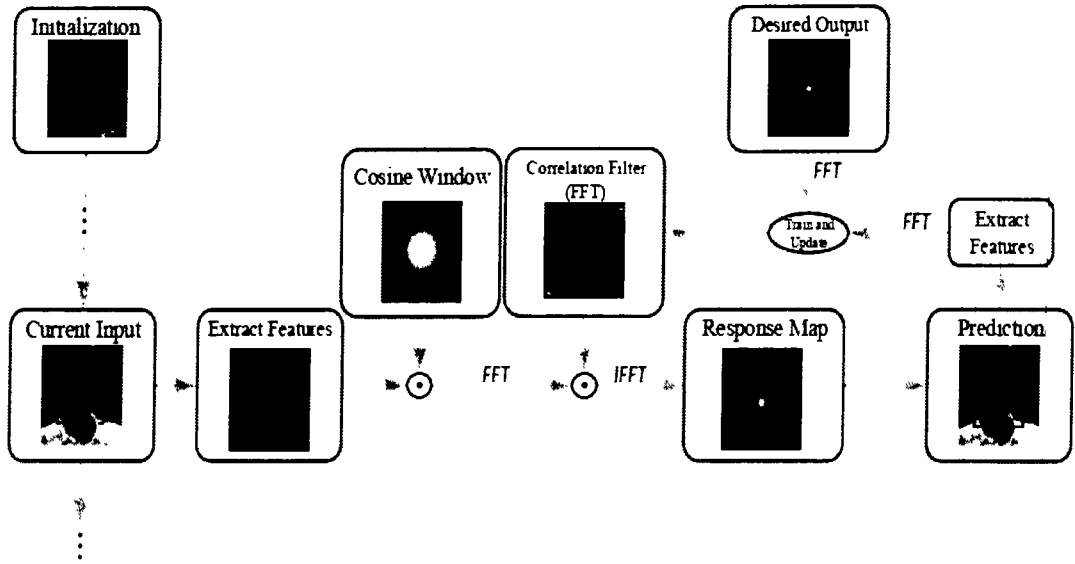 Initialization
Desired Output
FFT
Cosine Window
Correlation Filter
(FFT)
Train and
Update
FFT
Extract
Features
Current Input
Extract Features
Response Map
Prediction
FFT
IFFT